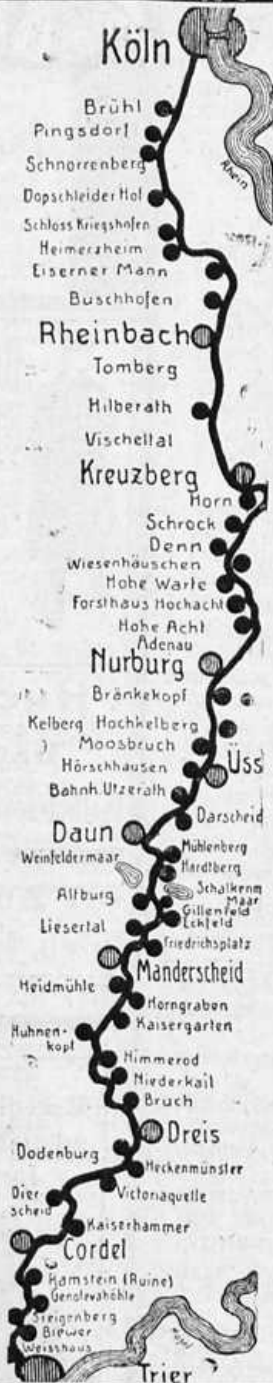 Köln
Brühl
Pingsdorf
Rhein
Schnorrenberg
Dopschleider Hof
Schloss Kriegshofen
Heimerzheim
Eiserner Mann
Buschhofen
Rheinbach
Tomberg
Hilberath
Vischeltal
Kreuzberg
Horn
Schrock
Denn
Wiesenhäuschen
Hohe Warte
Forsthaus Hochacht
Hohe Acht
Adenau
Nurburg
Bränkekopf
Kelberg Hochkelberg
Moosbruch
Üss
Hörschhausen
Bahnh. Utzerath
Darscheid
Daun
Mühlenberg
Weinfeldermaar
Hardtberg
Schalkenm
Maar
Altburg
Gillenfeld
Eckfeld
Liesertal
Friedrichsplatz
Manderscheid
Heidmühle
Horngraben
Kaisergarten
Huhnen-
kopf
Himmerod
Niederkail
Bruch
Dreis
Dodenburg
Heckenmünster
Victoriaquelle
Dier
scheid
Kaiserhammer
Cordel
Ramstein (Ruine)
Genofevahöhle
Biewer
Weisshaus
Mosel
Trier